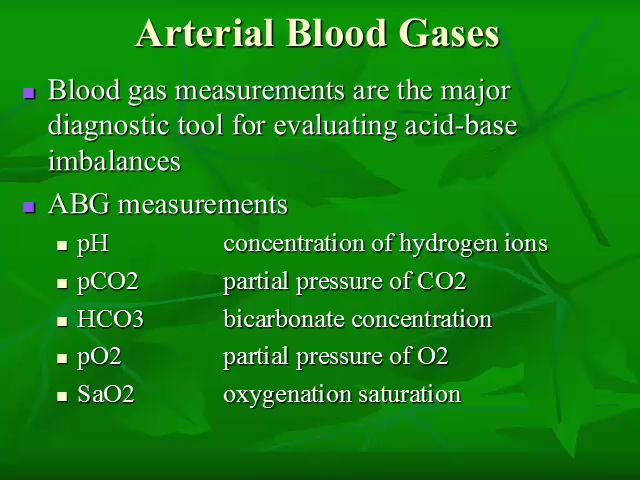 Arterial Blood Gases
Blood gas measurements are the major
diagnostic tool for evaluating acid-base
imbalances
ABG measurements
pH concentration of hydrogen ions
pCO2 partial pressure of CO2
HCO3 bicarbonate concentration
pO2 partial pressure of O2
SaO2 oxygenation saturation